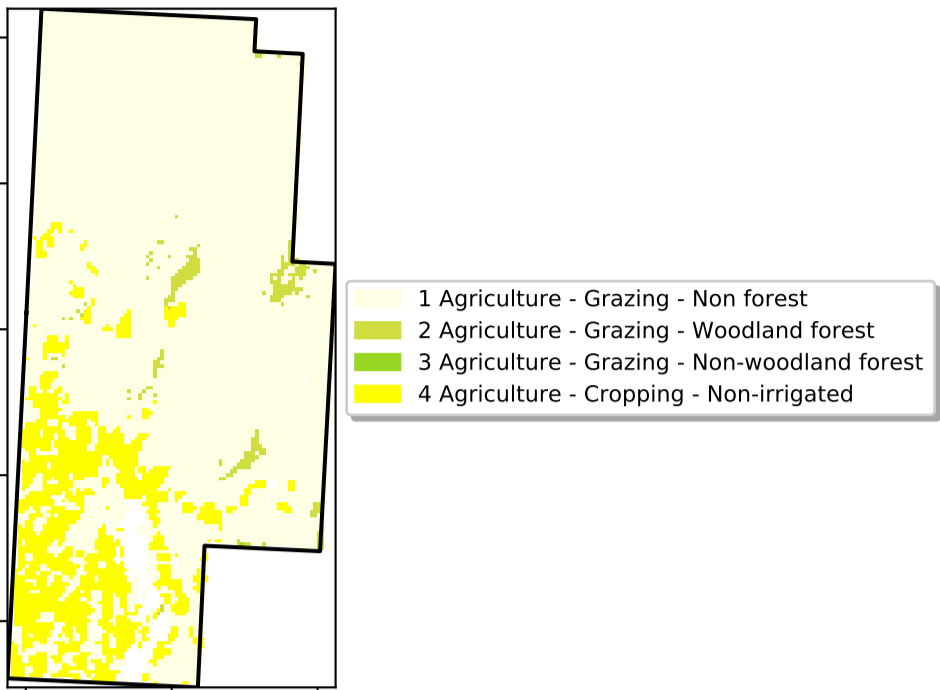 1 Agriculture - Grazing - Non forest
2 Agriculture - Grazing - Woodland forest
3 Agriculture - Grazing - Non-woodland forest
4 Agriculture - Cropping - Non-irrigated